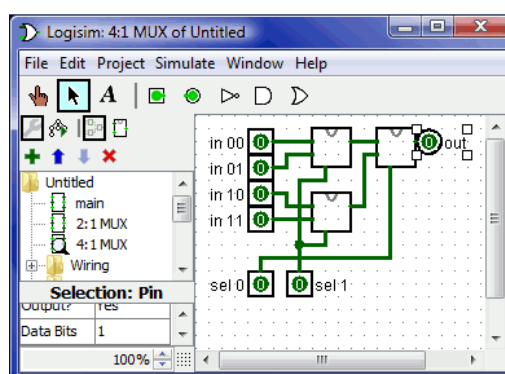 Logisim: 4:1 MUX of Untitled
File Edit Project Simulate Window Help
A
Untitled
main
2:1 MUX
4:1 MUX
Wiring
Selection: Pin
Output? Yes
Data Bits 1
100%
in 00 0
in 01 0
in 10 0
in 11 0
0 out
sel 0 0 0 sel 1